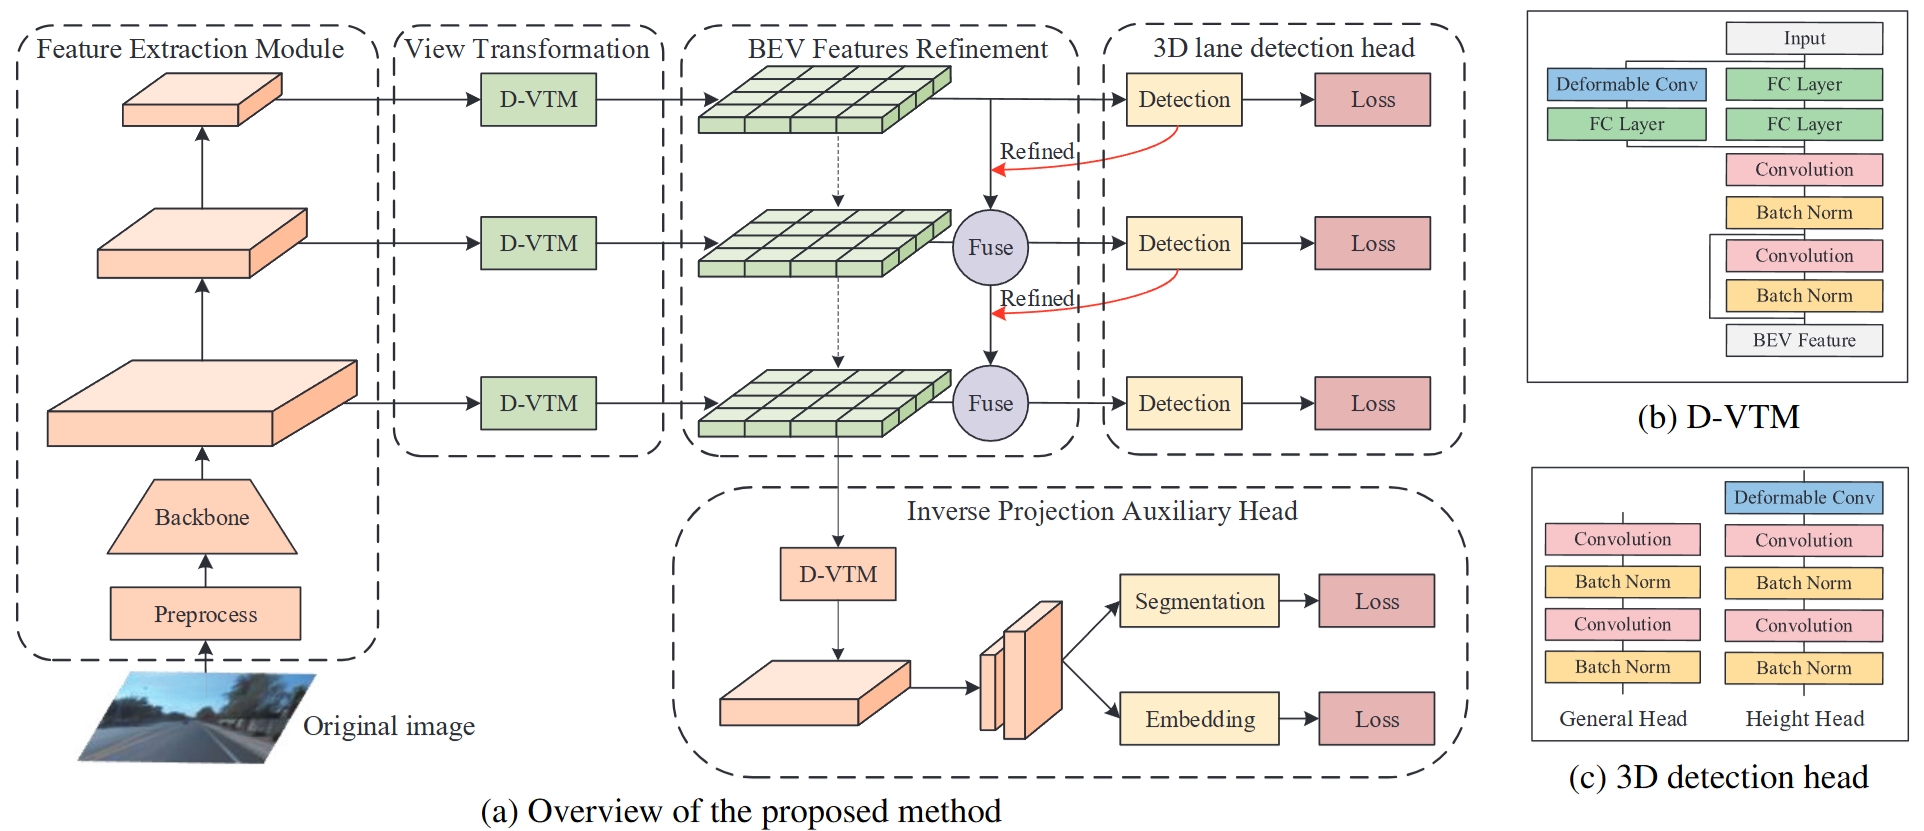 Feature Extraction Module
View Transformation
BEV Features Refinement
3D lane detection head
D-VTM
Detection
Loss
Refined
D-VTM
Fuse
Detection
Loss
Refined
D-VTM
Fuse
Detection
Loss
Backbone
Preprocess
Original image
Inverse Projection Auxiliary Head
D-VTM
Segmentation
Loss
Embedding
Loss
(a) Overview of the proposed method
Input
Deformable Conv
FC Layer
FC Layer
FC Layer
Convolution
Batch Norm
Convolution
Batch Norm
BEV Feature
(b) D-VTM
Convolution
Batch Norm
Convolution
Batch Norm
General Head
Deformable Conv
Convolution
Batch Norm
Convolution
Batch Norm
Height Head
(c) 3D detection head